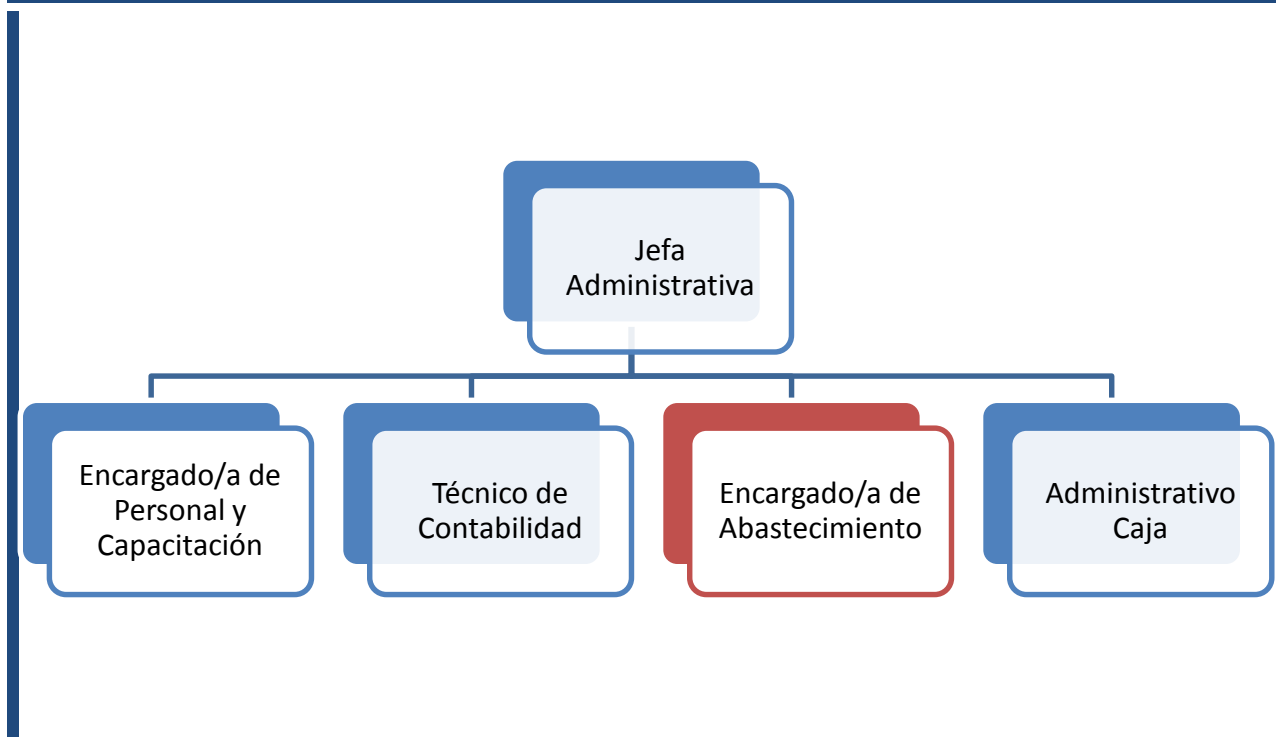 Jefa
Administrativa
Encargado/a de
Personal y
Capacitación
Técnico de
Contabilidad
Encargado/a de
Abastecimiento
Administrativo
Caja